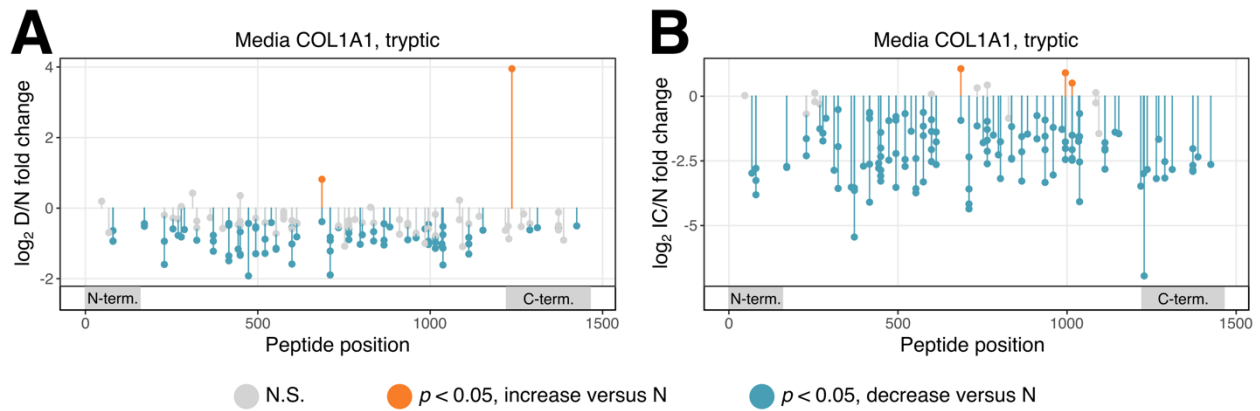 A
Media COL1A1, tryptic
log2 D/N fold change
4
2
0
-2
N-term.
C-term.
0
500
1000
1500
Peptide position
B
Media COL1A1, tryptic
log2 IC/N fold change
0
-2.5
-5
N-term.
C-term.
0
500
1000
1500
Peptide position
N.S.
p < 0.05, increase versus N
p < 0.05, decrease versus N